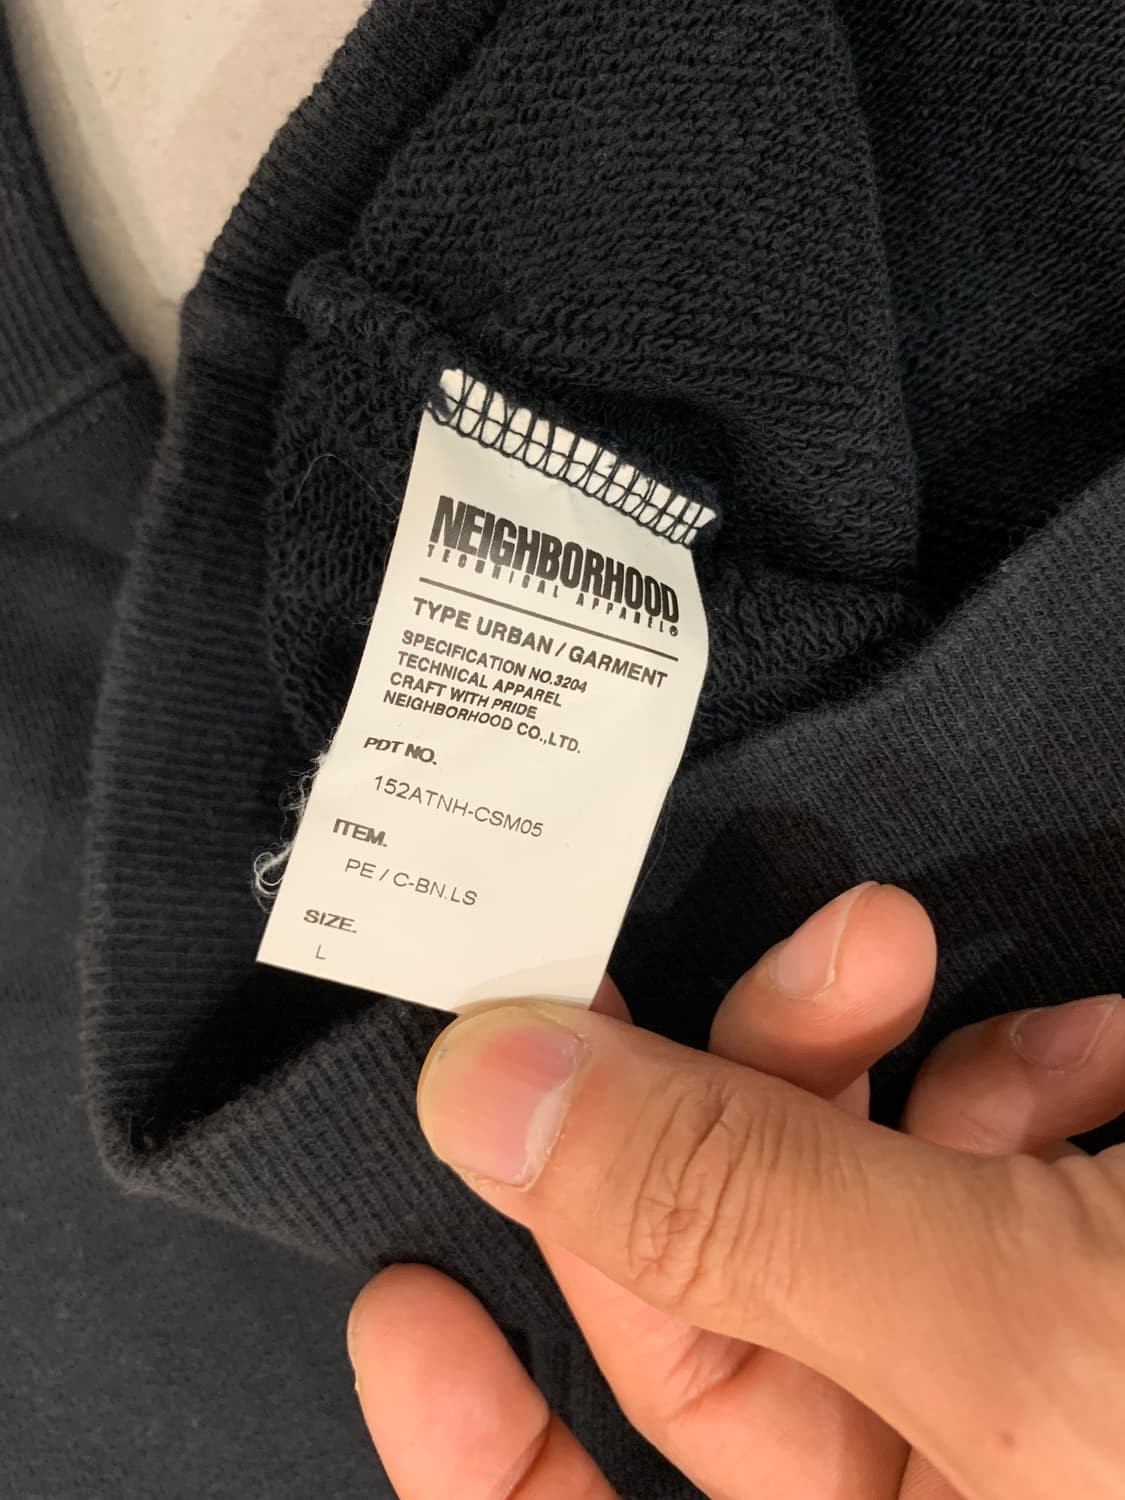 NEIGHBORHOOD
TECHNICAL APPAREL®
TYPE URBAN / GARMENT
SPECIFICATION NO.3204
TECHNICAL APPAREL
CRAFT WITH PRIDE
NEIGHBORHOOD CO.,LTD.
PDT NO.
152ATNH-CSM05
ITEM.
PE / C-BN.LS
SIZE.
L